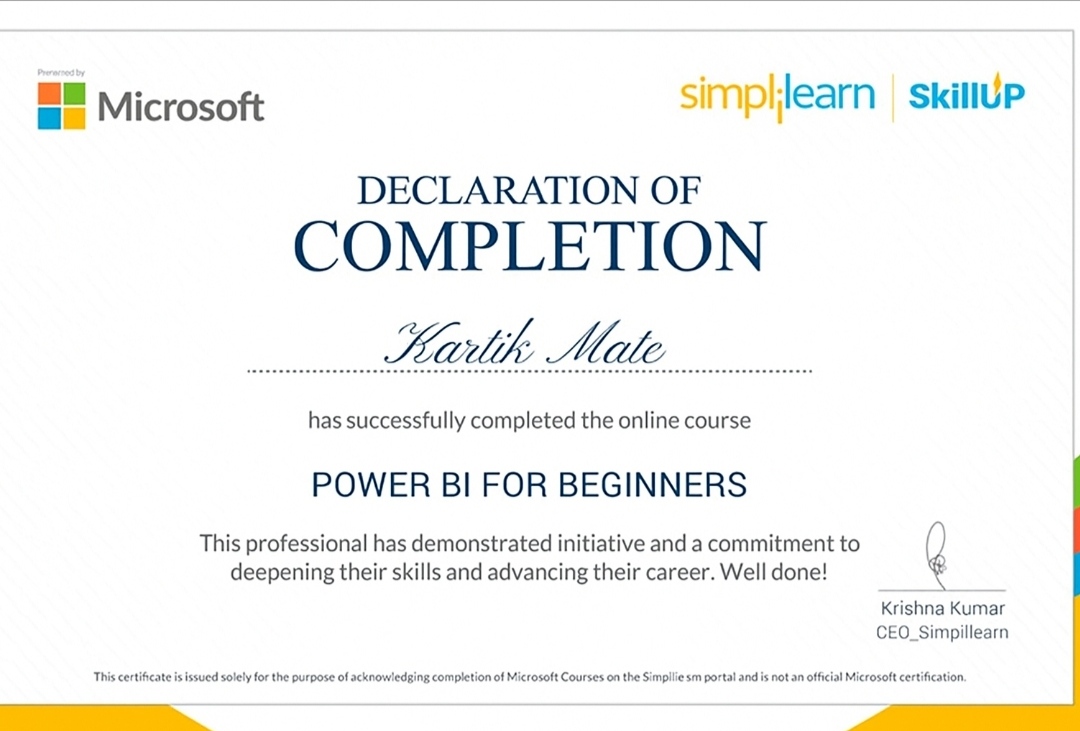 Prenerred by
Microsoft
simplilearn | SkillUP
DECLARATION OF
COMPLETION
Kartik Mate
has successfully completed the online course
POWER BI FOR BEGINNERS
This professional has demonstrated initiative and a commitment to
deepening their skills and advancing their career. Well done!
Krishna Kumar
CEO_Simpillearn
This certificate is issued solely for the purpose of acknowledging completion of Microsoft Courses on the Simpilie sm portal and is not an official Microsoft certification.